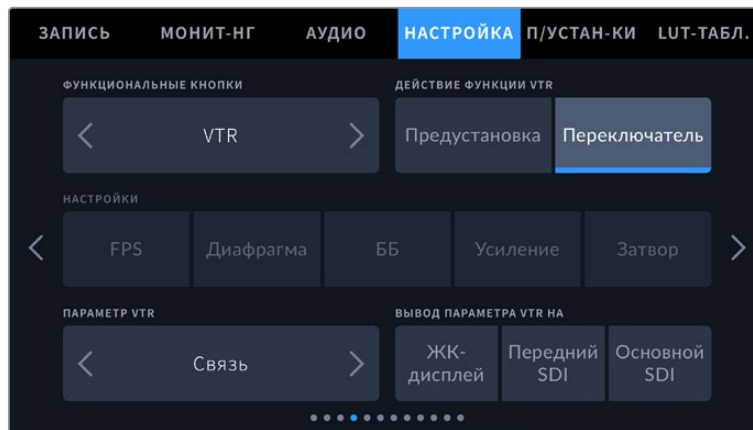 ЗАПИСЬ МОНИТ-НГ АУДИО НАСТРОЙКА П/УСТАН-КИ LUT-ТАБЛ.
ФУНКЦИОНАЛЬНЫЕ КНОПКИ ДЕЙСТВИЕ ФУНКЦИИ VTR
VTR Предустановка Переключатель
НАСТРОЙКИ
FPS Диафрагма ББ Усиление Затвор
ПАРАМЕТР VTR ВЫВОД ПАРАМЕТРА VTR НА
Связь ЖК-дисплей Передний SDI Основной SDI